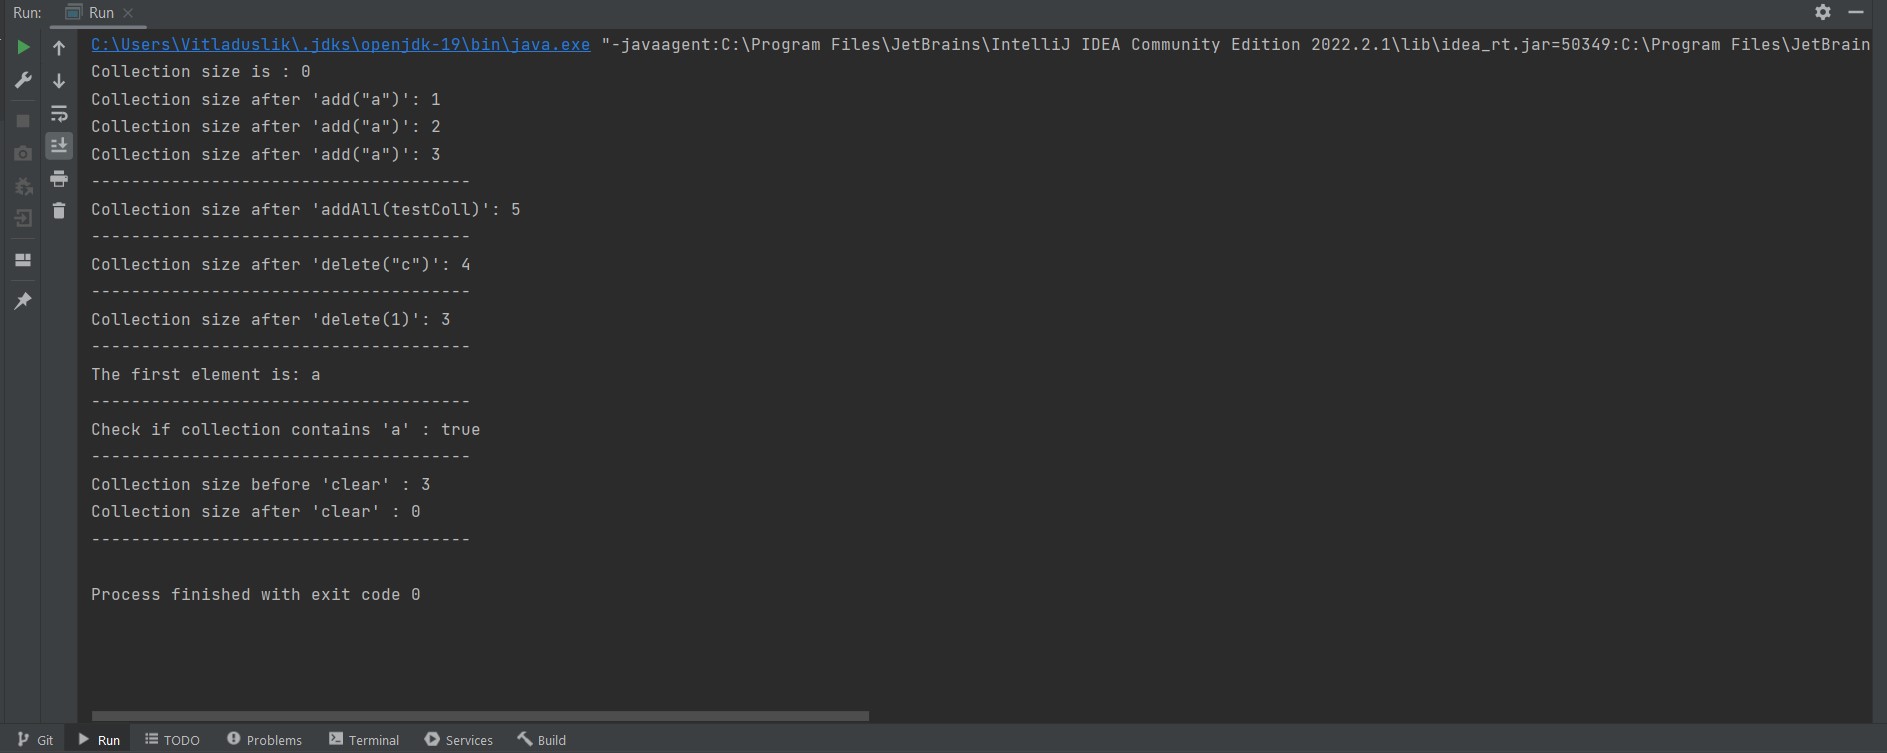 Run: Run
C:\Users\Vitladuslik\.jdks\openjdk-19\bin\java.exe "-javaagent:C:\Program Files\JetBrains\IntelliJ IDEA Community Edition 2022.2.1\lib\idea_rt.jar=50349:C:\Program Files\JetBrain
Collection size is : 0
Collection size after 'add("a")': 1
Collection size after 'add("a")': 2
Collection size after 'add("a")': 3
--------------------------------------
Collection size after 'addAll(testColl)': 5
--------------------------------------
Collection size after 'delete("c")': 4
--------------------------------------
Collection size after 'delete(1)': 3
--------------------------------------
The first element is: a
--------------------------------------
Check if collection contains 'a' : true
--------------------------------------
Collection size before 'clear' : 3
Collection size after 'clear' : 0
--------------------------------------
Process finished with exit code 0
Git Run TODO Problems Terminal Services Build